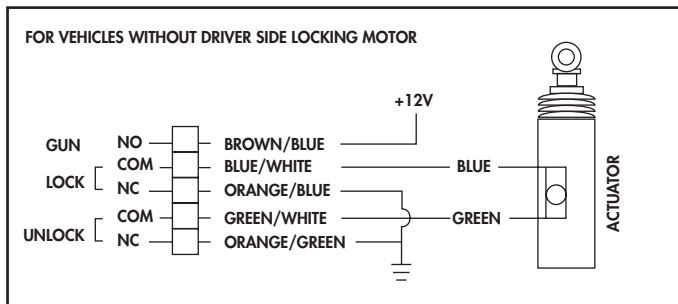 FOR VEHICLES WITHOUT DRIVER SIDE LOCKING MOTOR
+12V
GUN NO BROWN/BLUE
LOCK COM BLUE/WHITE BLUE
NC ORANGE/BLUE
UNLOCK COM GREEN/WHITE GREEN
NC ORANGE/GREEN
ACTUATOR